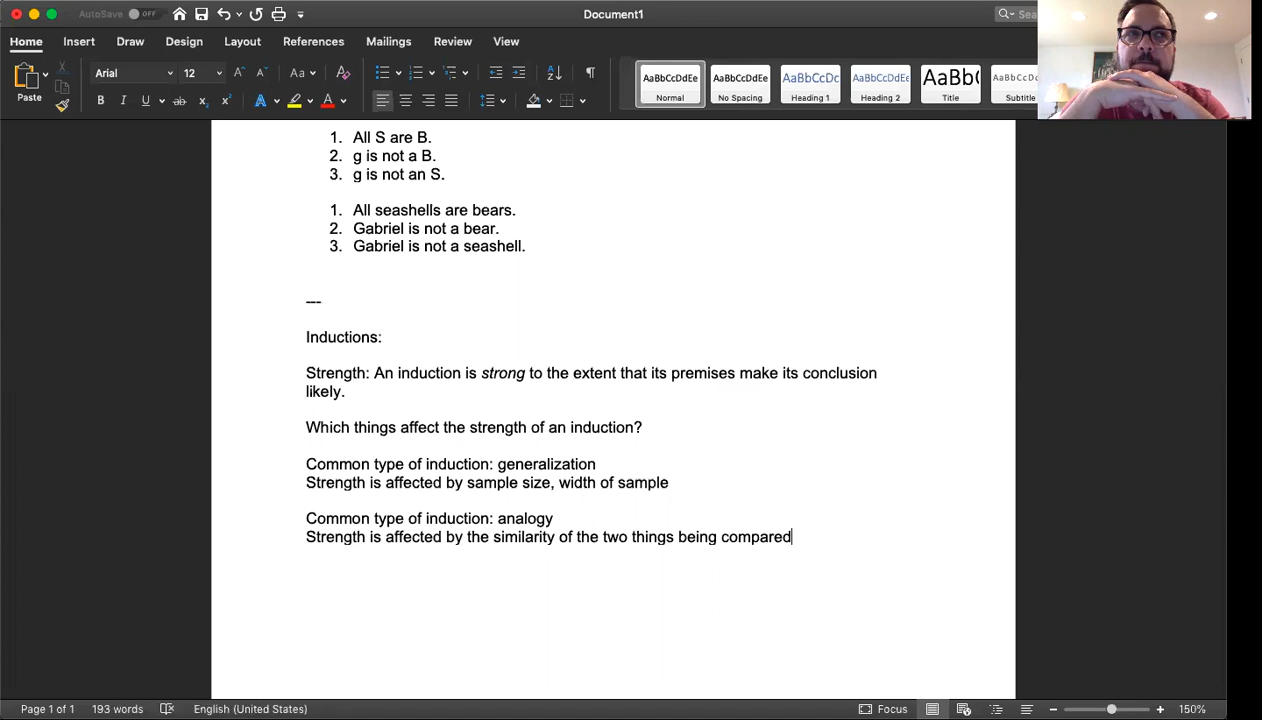 AutoSave OFF Document1 Sea
Home Insert Draw Design Layout References Mailings Review View
Paste Arial 12 Aa AaBbCcDdEe AaBbCcDdEe AaBbCcDc AaBbCcDdEe AaBb( AaBbCcDdE
Normal No Spacing Heading 1 Heading 2 Title Subtitle
1. All S are B.
2. g is not a B.
3. g is not an S.
1. All seashells are bears.
2. Gabriel is not a bear.
3. Gabriel is not a seashell.
---
Inductions:
Strength: An induction is strong to the extent that its premises make its conclusion
likely.
Which things affect the strength of an induction?
Common type of induction: generalization
Strength is affected by sample size, width of sample
Common type of induction: analogy
Strength is affected by the similarity of the two things being compared
Page 1 of 1 193 words English (United States) Focus 150%